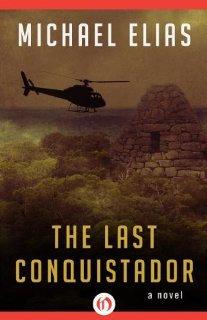 MICHAEL ELIAS
THE LAST
CONQUISTADOR
a novel